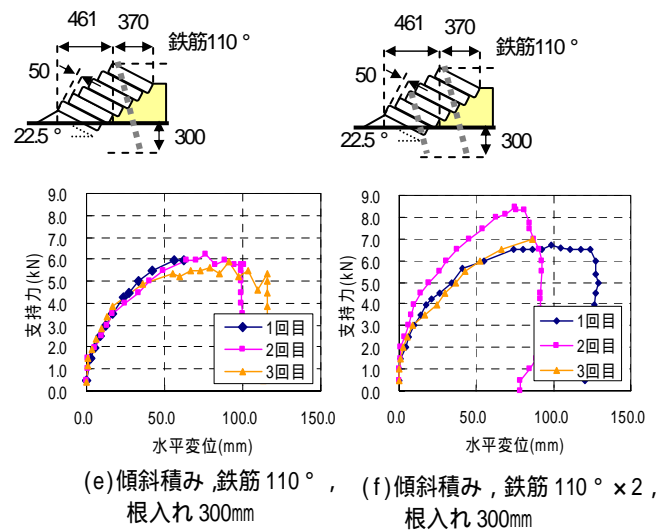 461 370
鉄筋110°
50
22.5°
300
461 370
鉄筋110°
50
22.5°
300
9.0
8.0
7.0
6.0
5.0
4.0
3.0
2.0
1.0
0.0
支持力(kN)
1回目
2回目
3回目
0.0 50.0 100.0 150.0
水平変位(mm)
9.0
8.0
7.0
6.0
5.0
4.0
3.0
2.0
1.0
0.0
支持力(kN)
1回目
2回目
3回目
0.0 50.0 100.0 150.0
水平変位(mm)
(e)傾斜積み,鉄筋110°,
根入れ300mm
(f)傾斜積み,鉄筋110°×2,
根入れ300mm